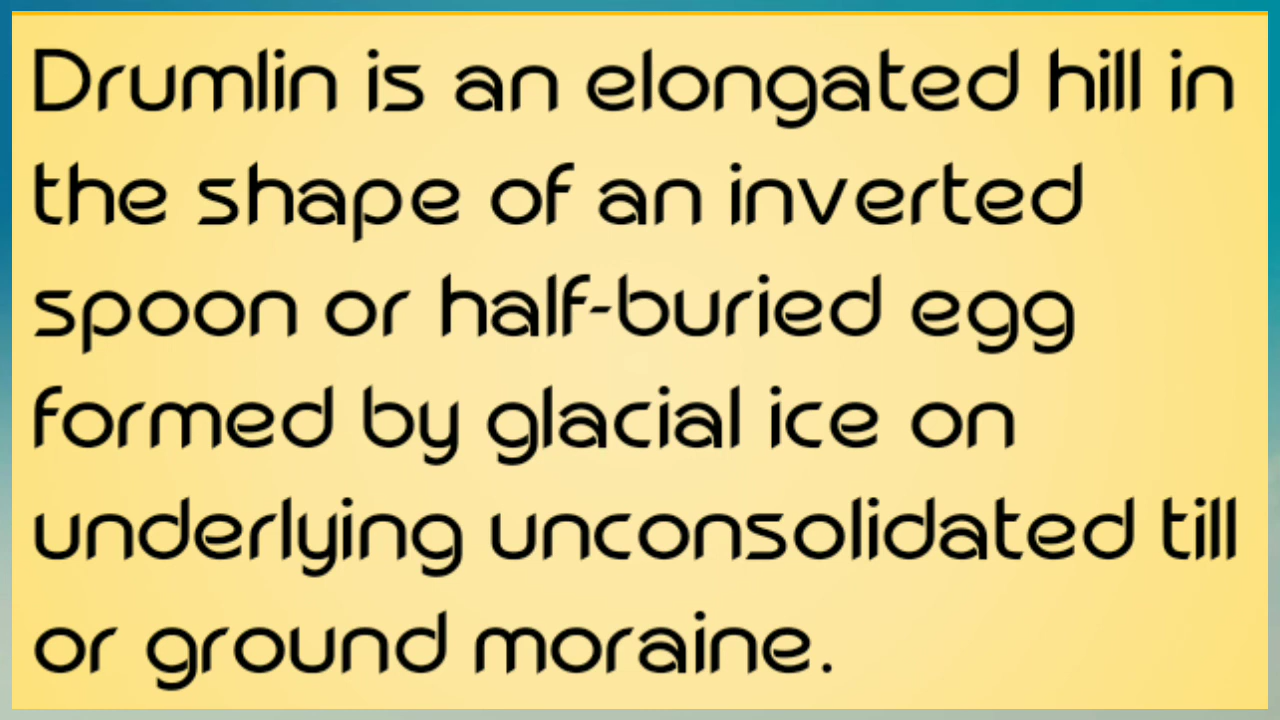 Drumlin is an elongated hill in
the shape of an inverted
spoon or half-buried egg
formed by glacial ice on
underlying unconsolidated till
or ground moraine.